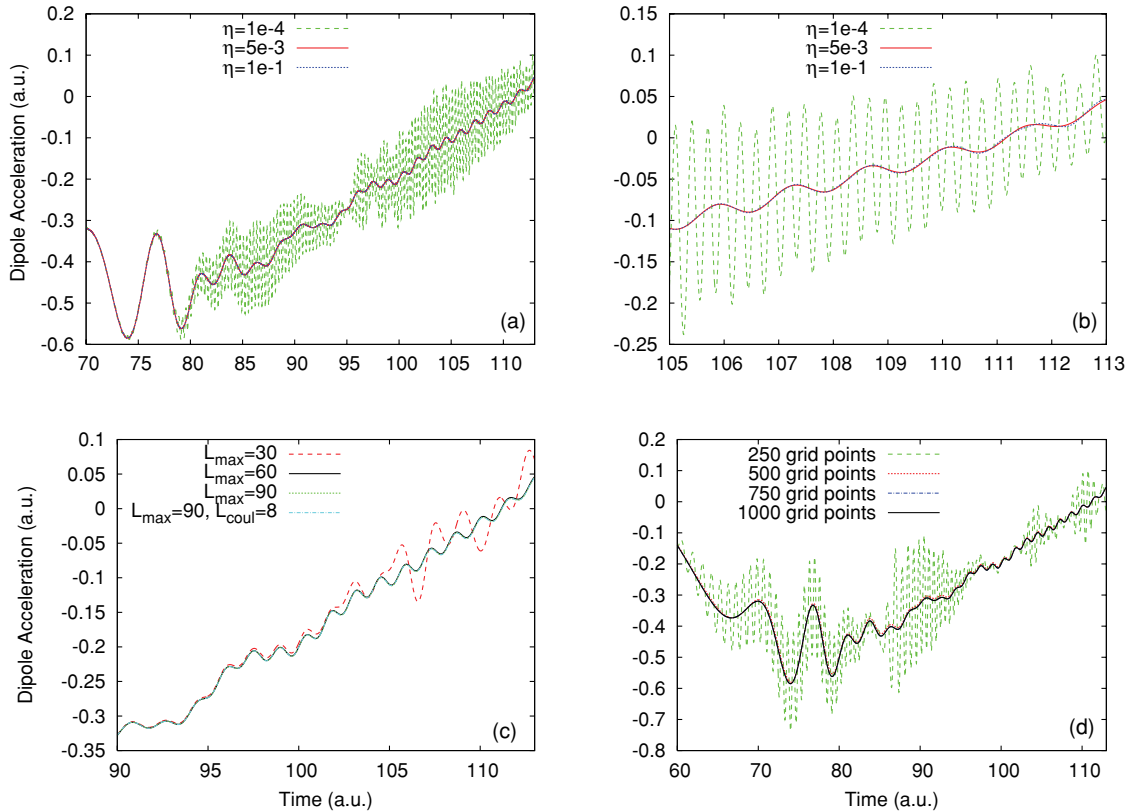 η=1e-4
η=5e-3
η=1e-1
0.2
0.1
0
-0.1
-0.2
-0.3
-0.4
-0.5
-0.6
70 75 80 85 90 95 100 105 110
Dipole Acceleration (a.u.)
(a)
η=1e-4
η=5e-3
η=1e-1
0.15
0.1
0.05
0
-0.05
-0.1
-0.15
-0.2
-0.25
105 106 107 108 109 110 111 112 113
(b)
Lmax=30
Lmax=60
Lmax=90
Lmax=90, Lcoul=8
0.1
0.05
0
-0.05
-0.1
-0.15
-0.2
-0.25
-0.3
-0.35
90 95 100 105 110
Dipole Acceleration (a.u.)
Time (a.u.)
(c)
250 grid points
500 grid points
750 grid points
1000 grid points
0.2
0.1
0
-0.1
-0.2
-0.3
-0.4
-0.5
-0.6
-0.7
-0.8
60 70 80 90 100 110
Time (a.u.)
(d)